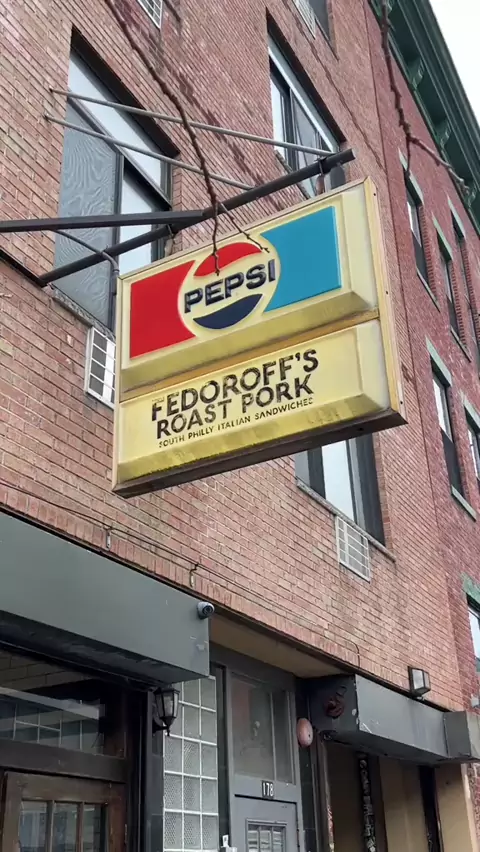 PEPSI
FEDOROFF'S
ROAST PORK
SOUTH PHILLY ITALIAN SANDWICHES
178